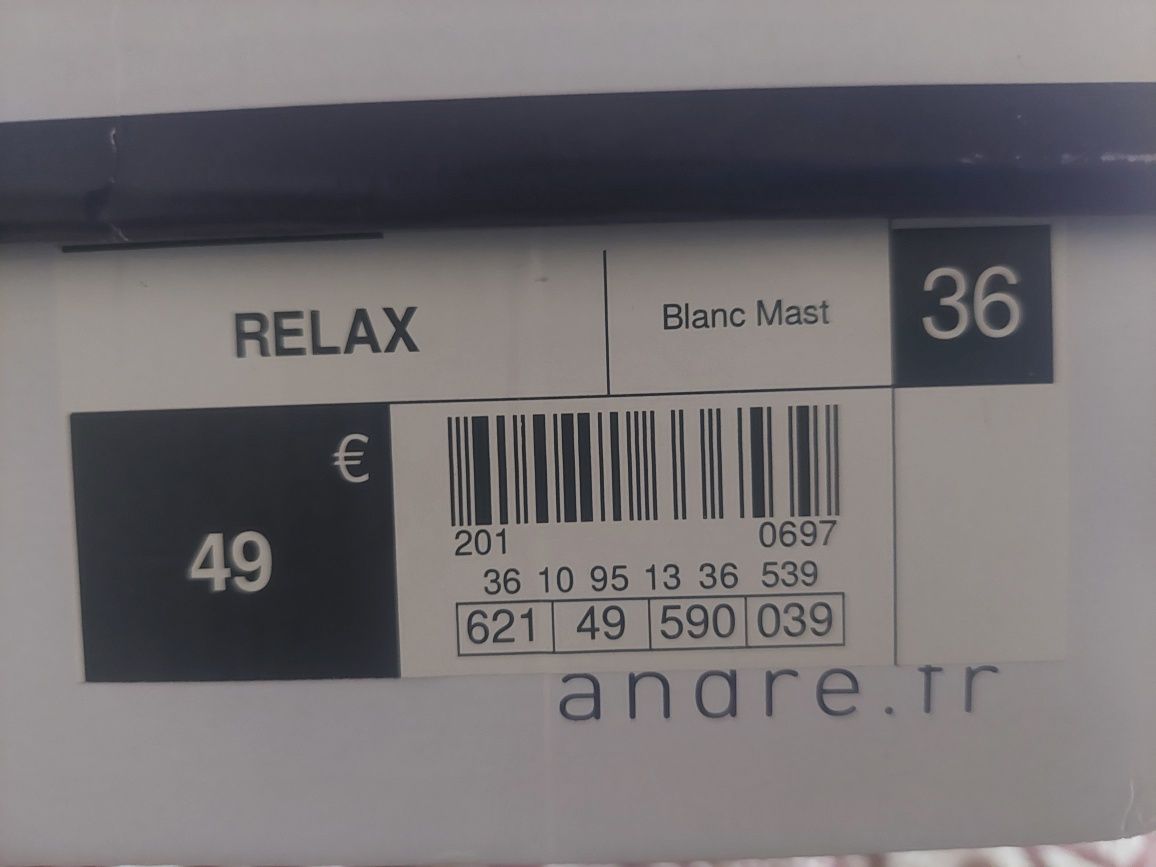 RELAX
Blanc Mast
36
€
49
201 0697
36 10 95 13 36 539
621 49 590 039
andre.fr